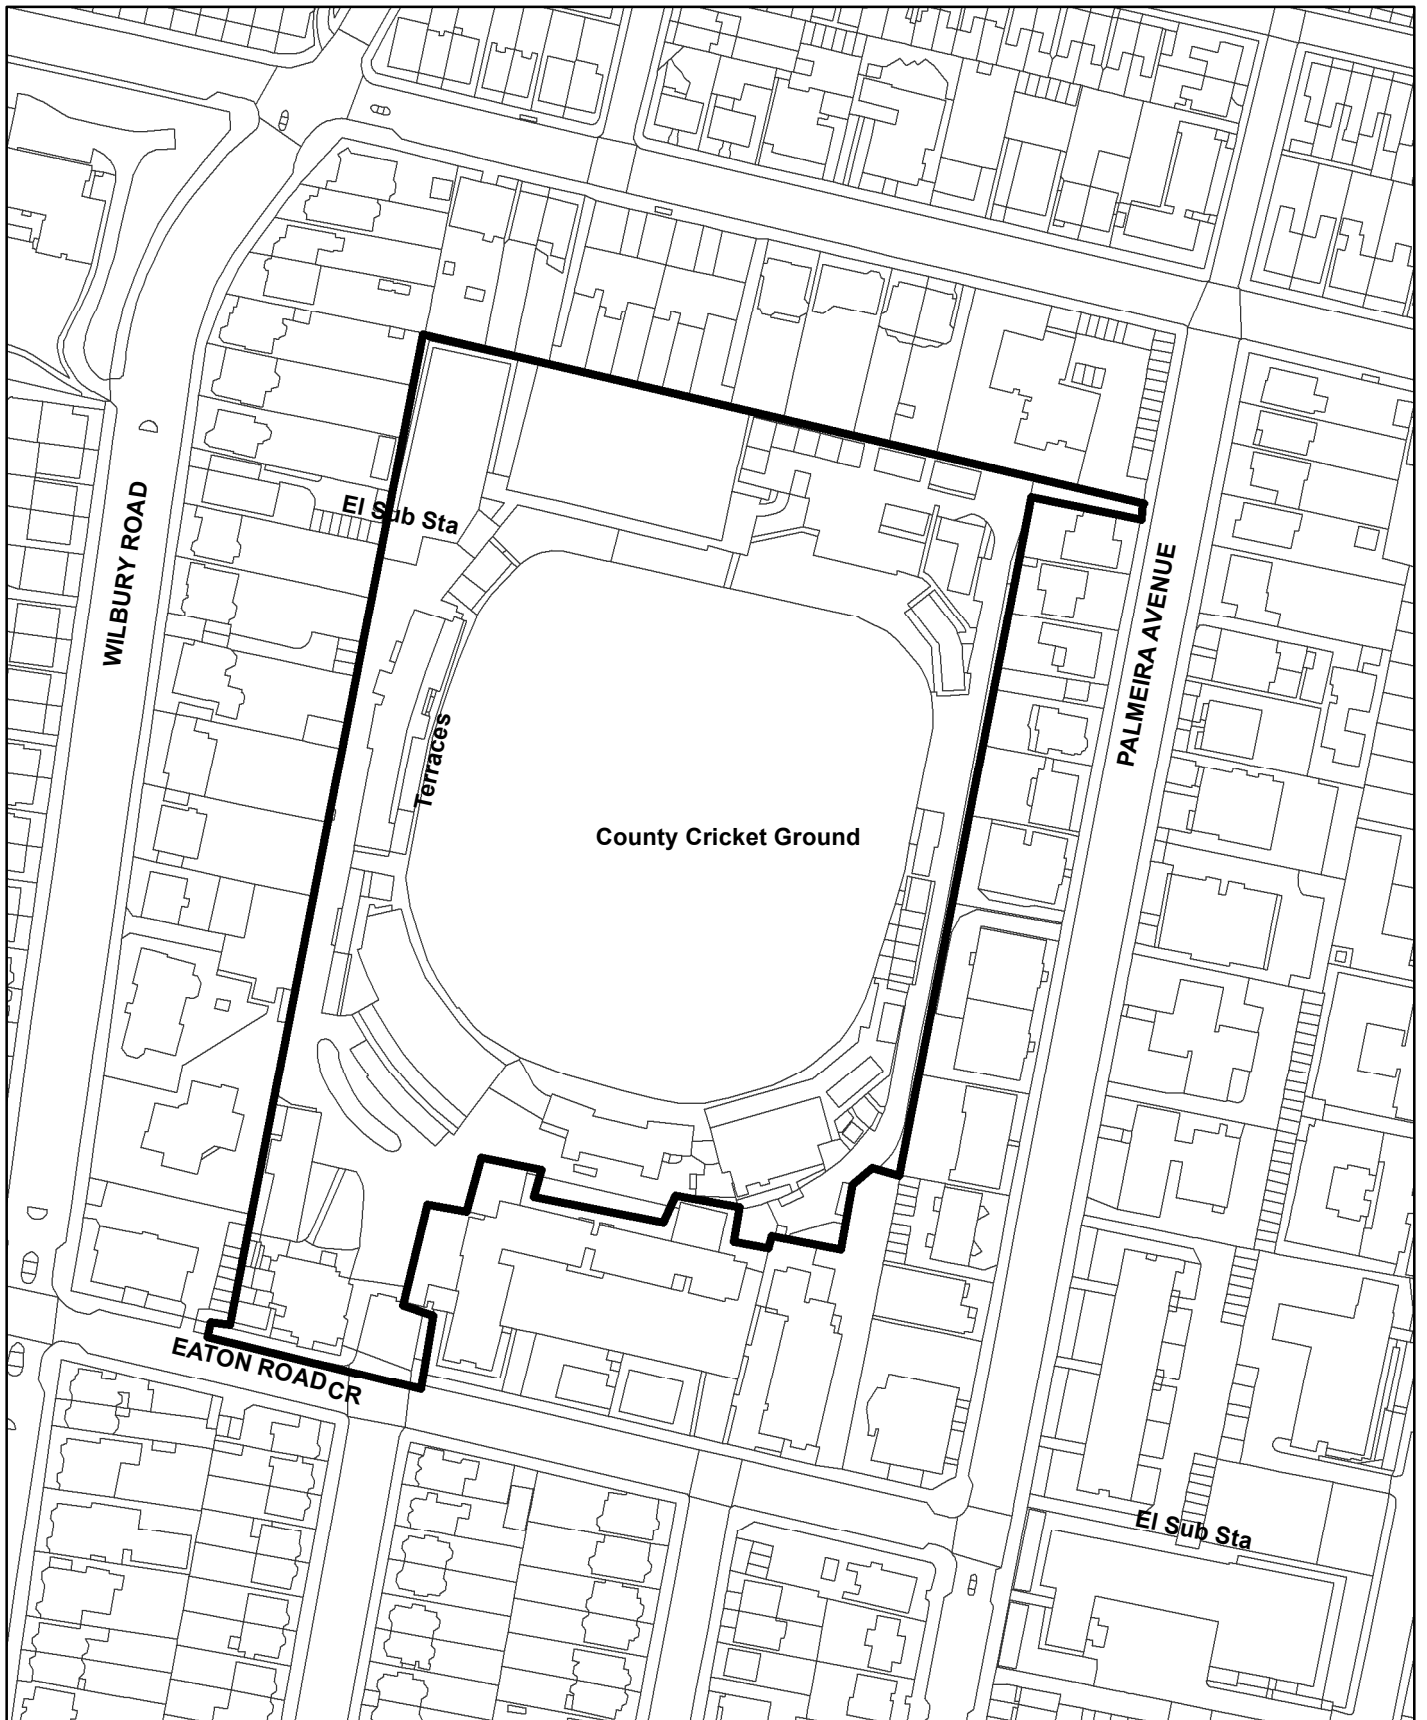 El Sub Sta
WILBURY ROAD
PALMEIRA AVENUE
Terraces
County Cricket Ground
EATON ROAD
CR
El Sub Sta